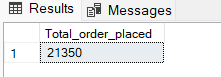 Results Messages
Total_order_placed
1 21350